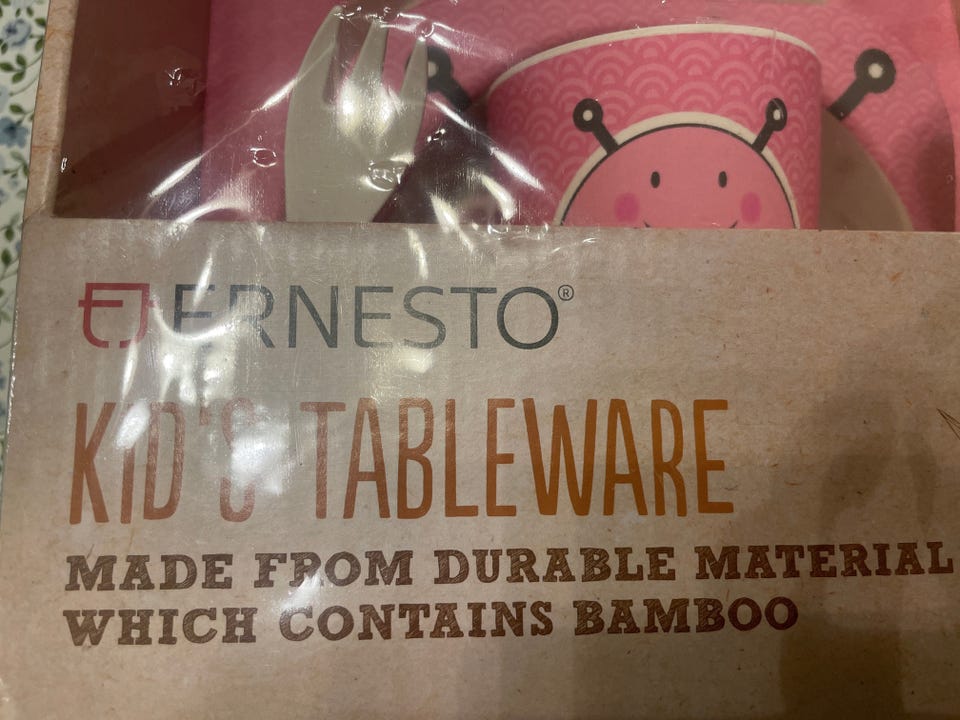 ERNESTO®
KID'S TABLEWARE
MADE FROM DURABLE MATERIAL
WHICH CONTAINS BAMBOO